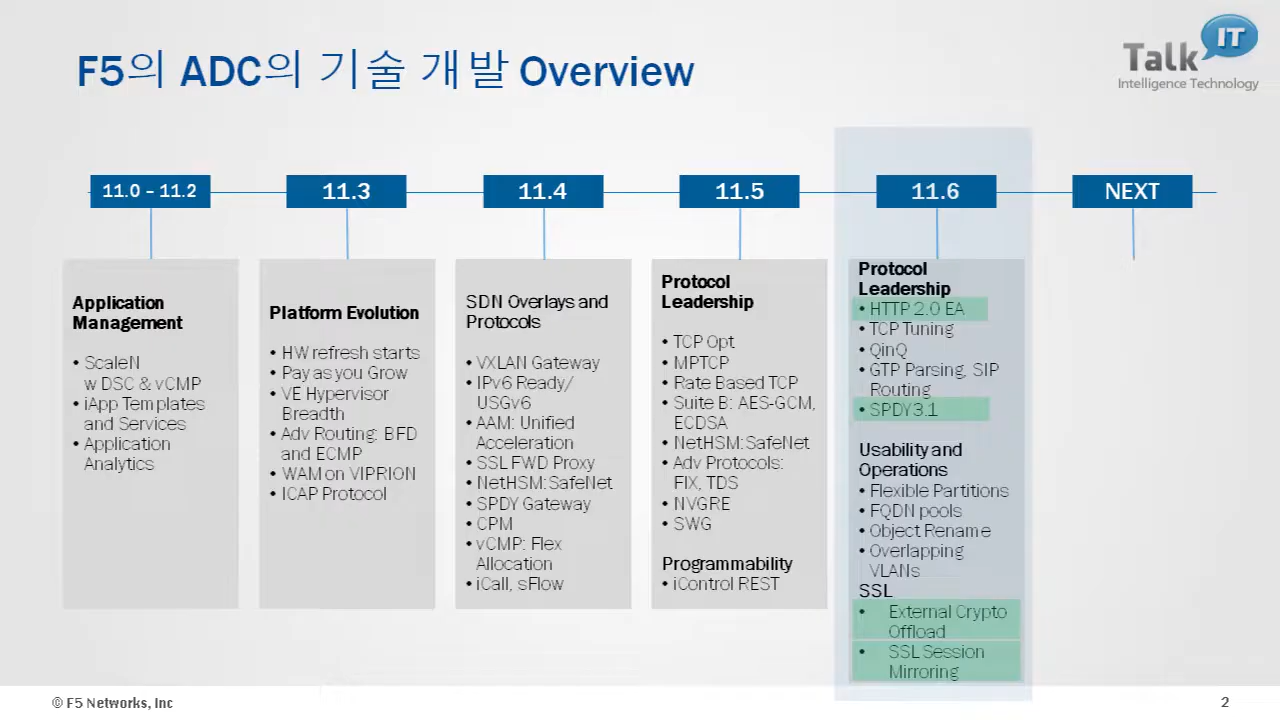 F5의 ADC의 기술 개발 Overview
Talk IT
Intelligence Technology
11.0 – 11.2
11.3
11.4
11.5
11.6
NEXT
Application
Management
• ScaleN
w DSC & vCMP
• iApp Templates
and Services
• Application
Analytics
Platform Evolution
• HW refresh starts
• Pay as you Grow
• VE Hypervisor
Breadth
• Adv Routing: BFD
and ECMP
• WAM on VIPRION
• ICAP Protocol
SDN Overlays and
Protocols
• VXLAN Gateway
• IPv6 Ready/
USGv6
• AAM: Unified
Acceleration
• SSL FWD Proxy
• NetHSM:SafeNet
• SPDY Gateway
• CPM
• vCMP: Flex
Allocation
• iCall, sFlow
Protocol
Leadership
• TCP Opt
• MPTCP
• Rate Based TCP
• Suite B: AES-GCM,
ECDSA
• NetHSM:SafeNet
• Adv Protocols:
FIX, TDS
• NVGRE
• SWG
Programmability
• iControl REST
Protocol
Leadership
• HTTP 2.0 EA
• TCP Tuning
• QinQ
• GTP Parsing, SIP
Routing
• SPDY3.1
Usability and
Operations
• Flexible Partitions
• FQDN pools
• Object Rename
• Overlapping
VLANs
SSL
• External Crypto
Offload
• SSL Session
Mirroring
© F5 Networks, Inc
2